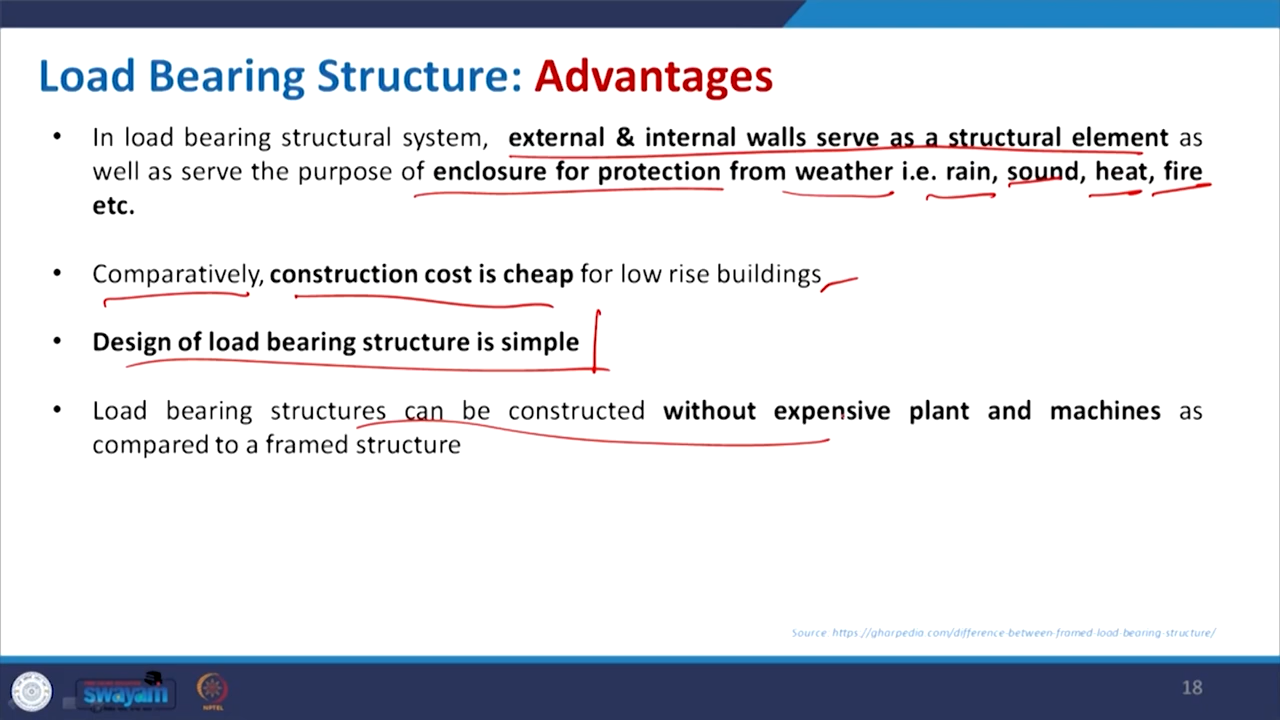 Load Bearing Structure: Advantages
• In load bearing structural system, external & internal walls serve as a structural element as
well as serve the purpose of enclosure for protection from weather i.e. rain, sound, heat, fire
etc.
• Comparatively, construction cost is cheap for low rise buildings
• Design of load bearing structure is simple
• Load bearing structures can be constructed without expensive plant and machines as
compared to a framed structure
Source: https://gharpedia.com/difference-between-framed-load-bearing-structure/
swayam
NPTEL
18